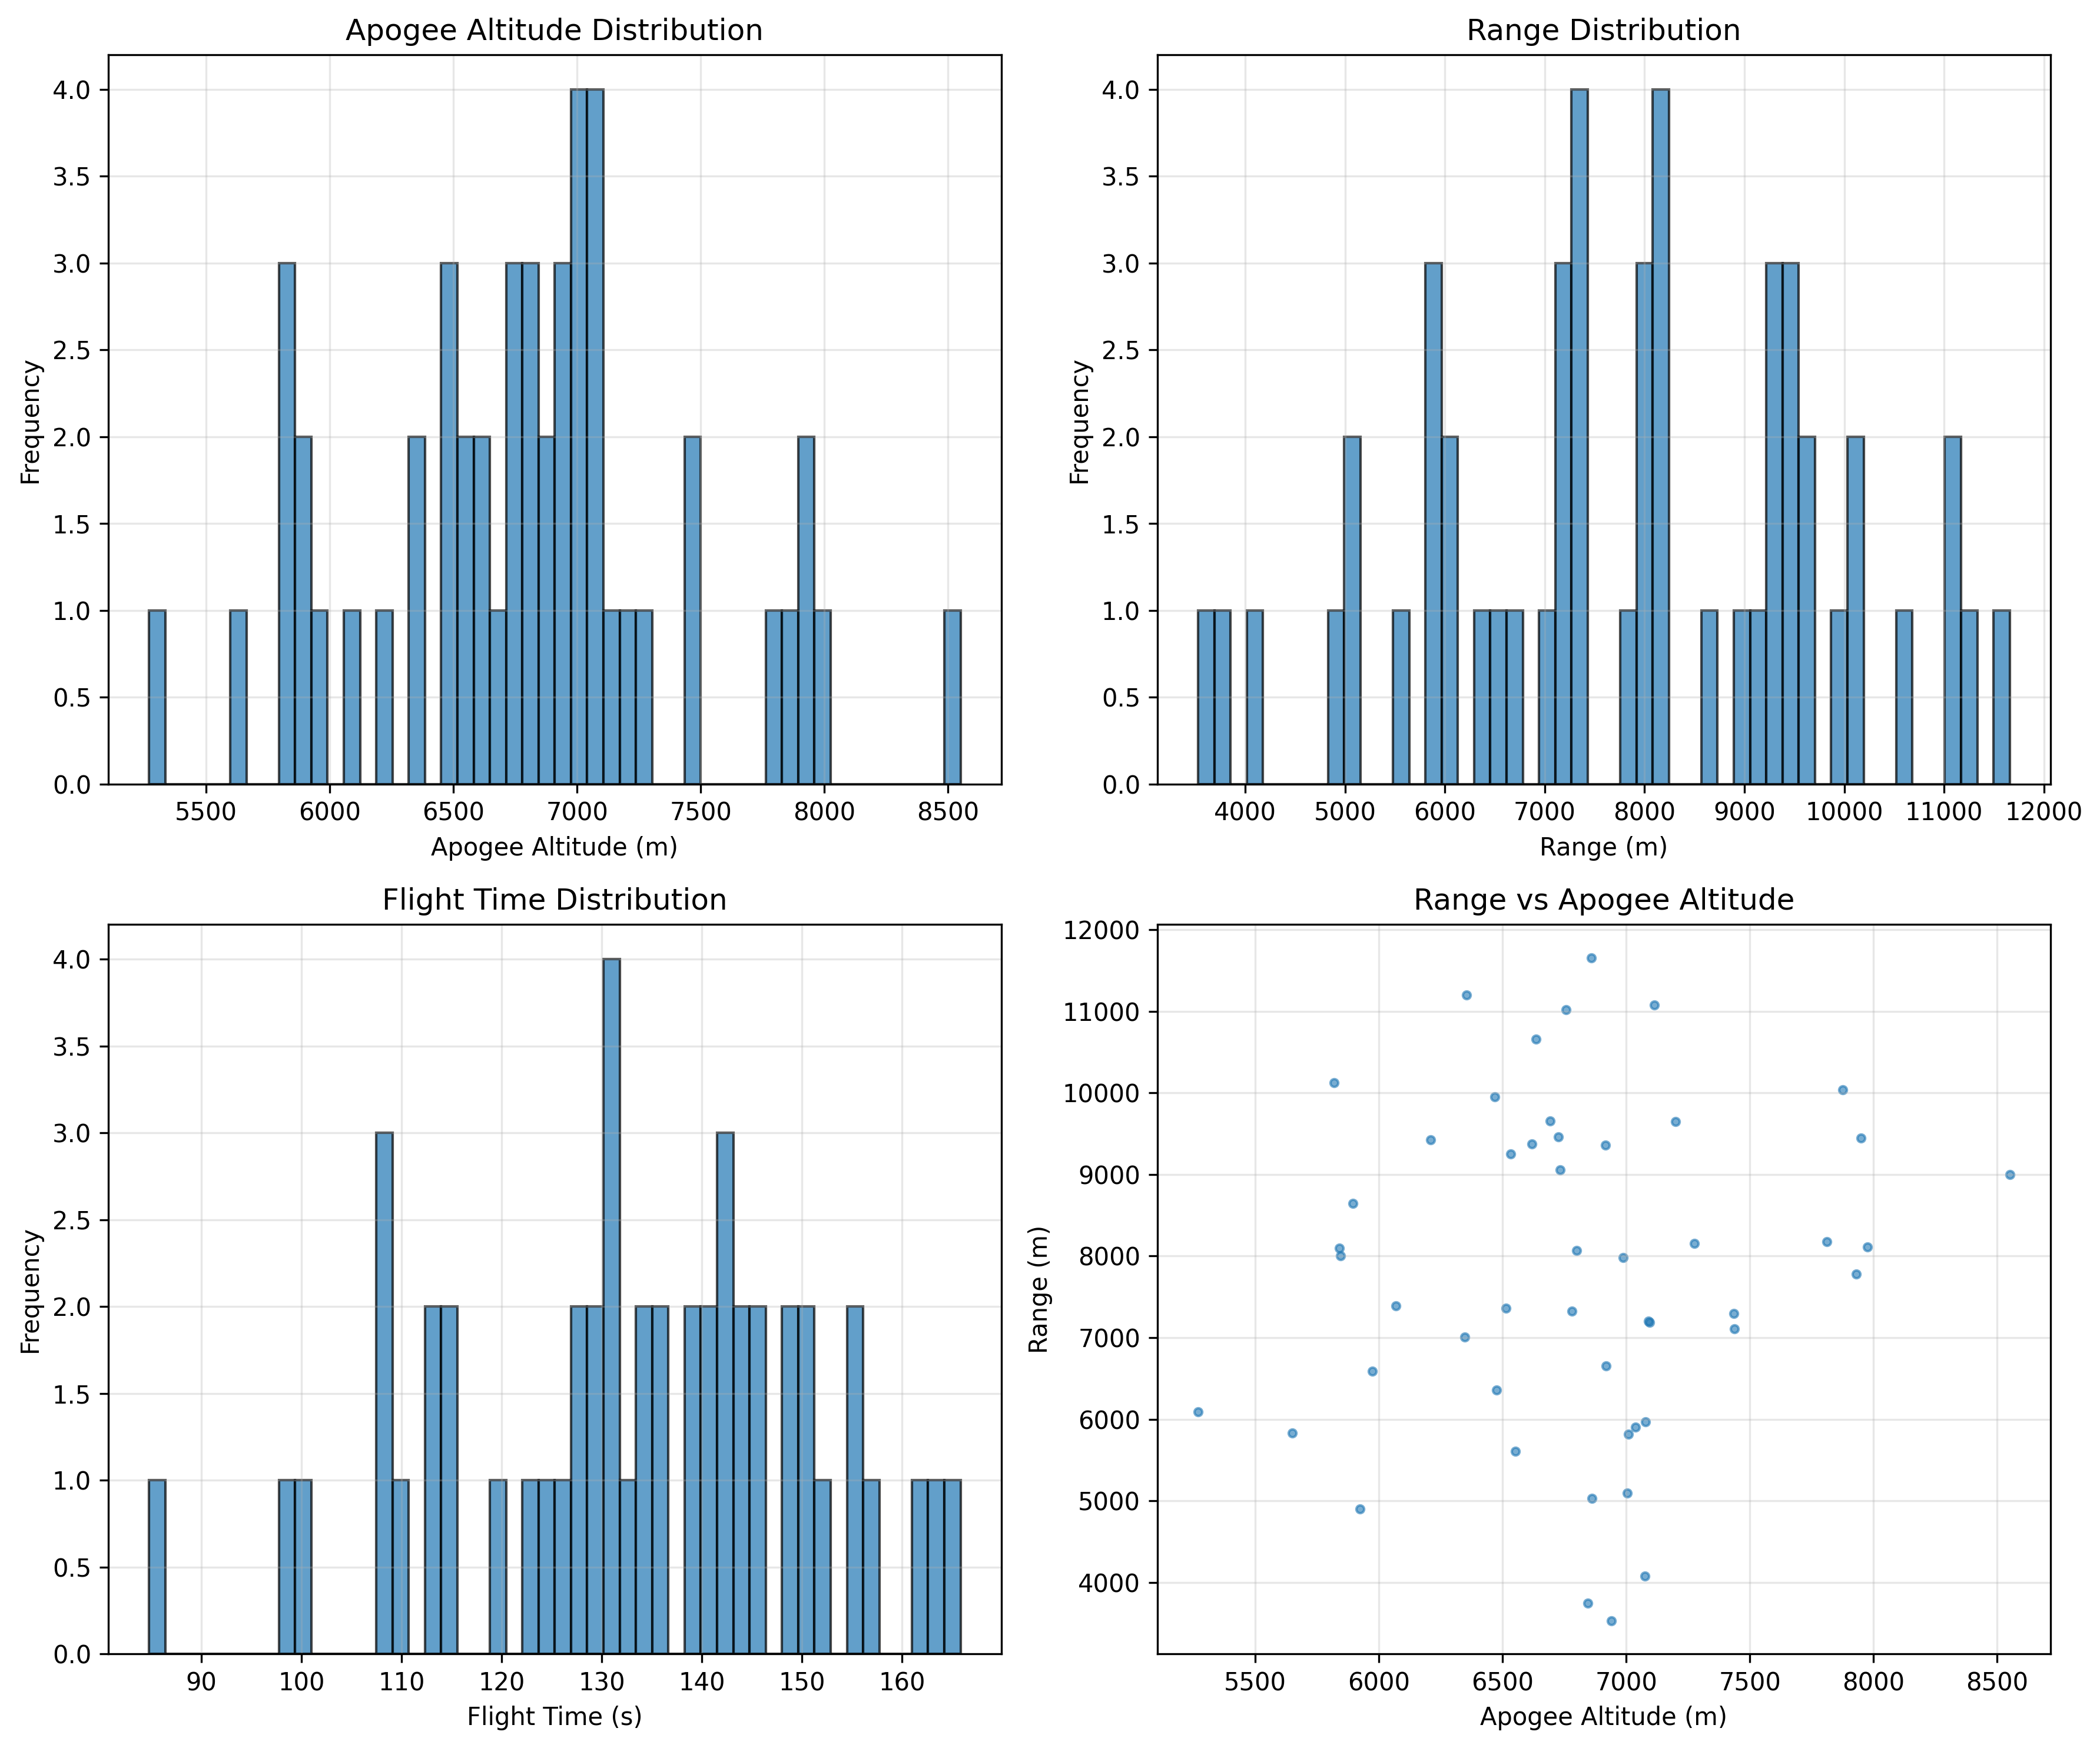 Apogee Altitude Distribution
Frequency
4.0
3.5
3.0
2.5
2.0
1.5
1.0
0.5
0.0
5500 6000 6500 7000 7500 8000 8500
Apogee Altitude (m)
Range Distribution
Frequency
4.0
3.5
3.0
2.5
2.0
1.5
1.0
0.5
0.0
4000 5000 6000 7000 8000 9000 10000 11000 12000
Range (m)
Flight Time Distribution
Frequency
4.0
3.5
3.0
2.5
2.0
1.5
1.0
0.5
0.0
90 100 110 120 130 140 150 160
Flight Time (s)
Range vs Apogee Altitude
Range (m)
12000
11000
10000
9000
8000
7000
6000
5000
4000
5500 6000 6500 7000 7500 8000 8500
Apogee Altitude (m)